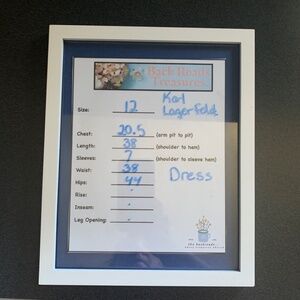 Back Roads
Treasures
Size: 12 Karl
Lagerfeld
Chest: 20.5 (arm pit to pit)
Length: 38 (shoulder to hem)
Sleeves: 7 (shoulder to sleeve hem)
Waist: 38 Dress
Hips: 44
Rise:
Inseam:
Leg Opening: